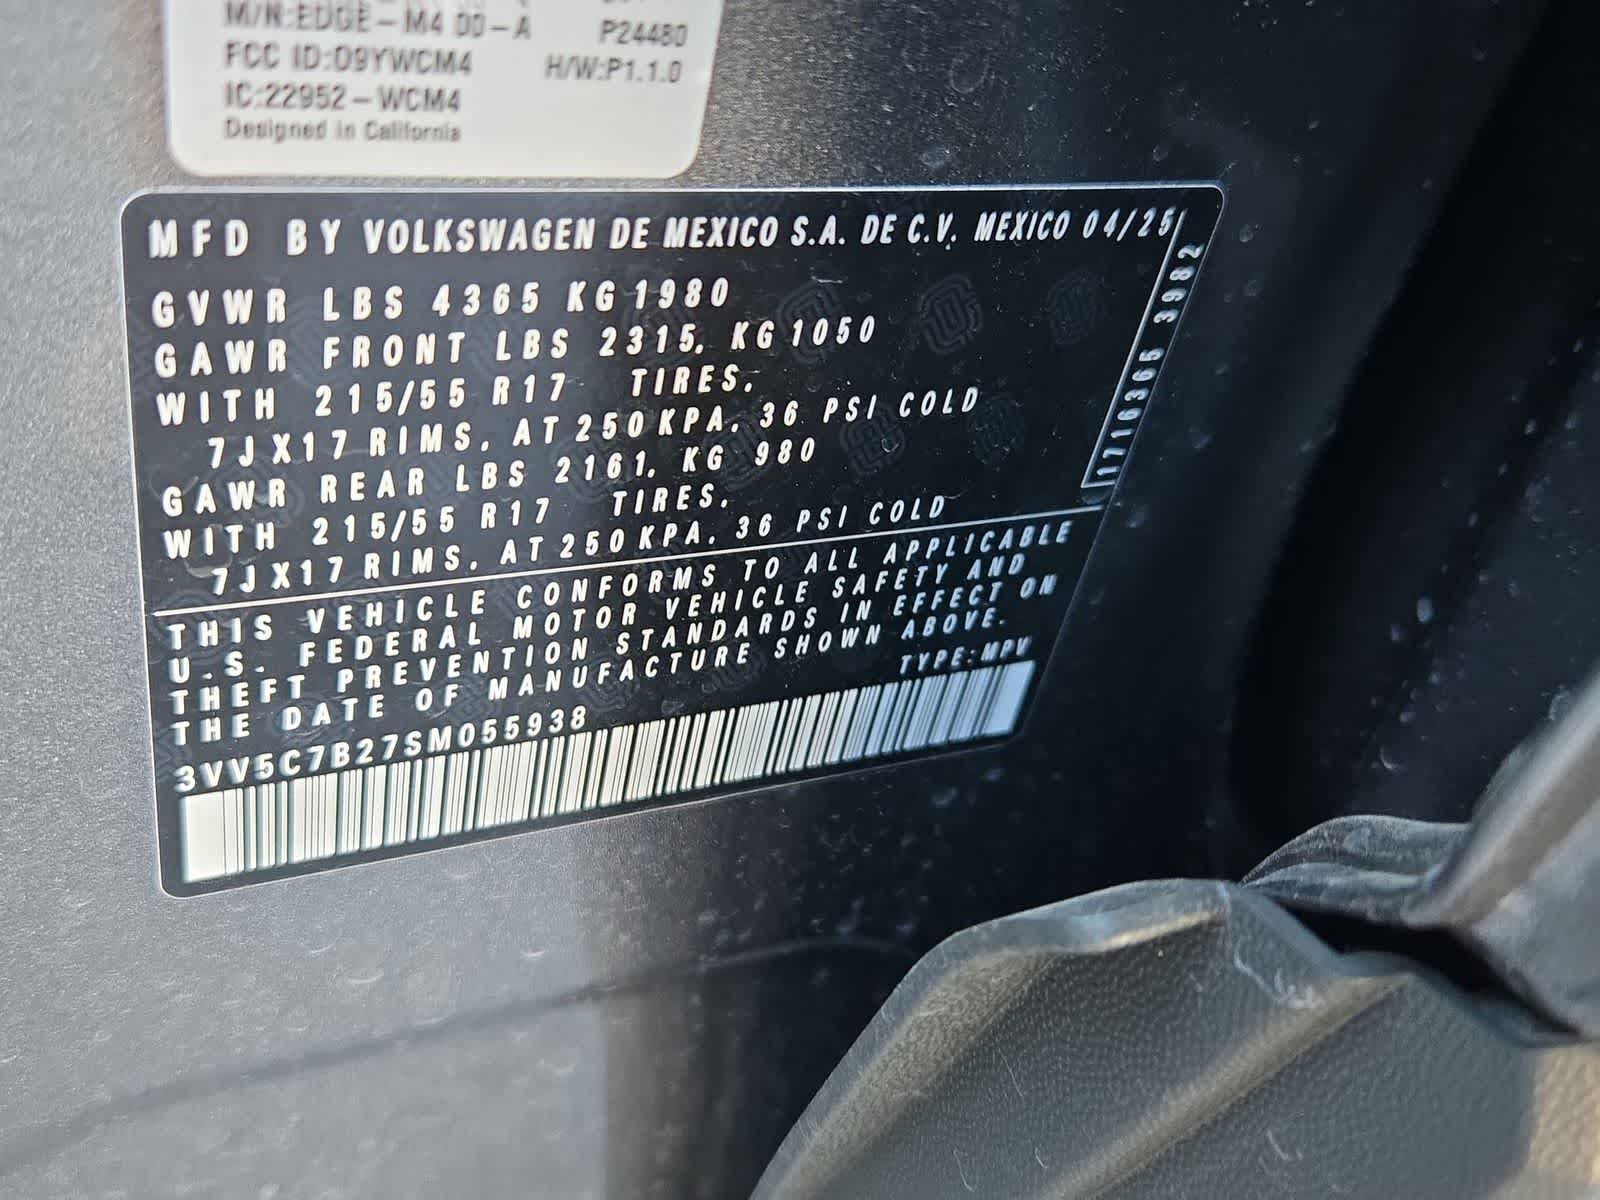 M/N:EDGE-M4 00-A
P24480
FCC ID:O9YWCM4
H/W:P1.1.0
IC:22952-WCM4
Designed in California
MFD BY VOLKSWAGEN DE MEXICO S.A. DE C.V. MEXICO 04/25
GVWR LBS 4365 KG 1980
GAWR FRONT LBS 2315, KG 1050
WITH 215/55 R17 TIRES,
7JX17 RIMS, AT 250 KPA, 36 PSI COLD
GAWR REAR LBS 2161, KG 980
WITH 215/55 R17 TIRES,
7JX17 RIMS, AT 250 KPA, 36 PSI COLD
1716365 3982
THIS VEHICLE CONFORMS TO ALL APPLICABLE
U.S. FEDERAL MOTOR VEHICLE SAFETY AND
THEFT PREVENTION STANDARDS IN EFFECT ON
THE DATE OF MANUFACTURE SHOWN ABOVE.
TYPE:MPV
3VV5C7B27SM055938